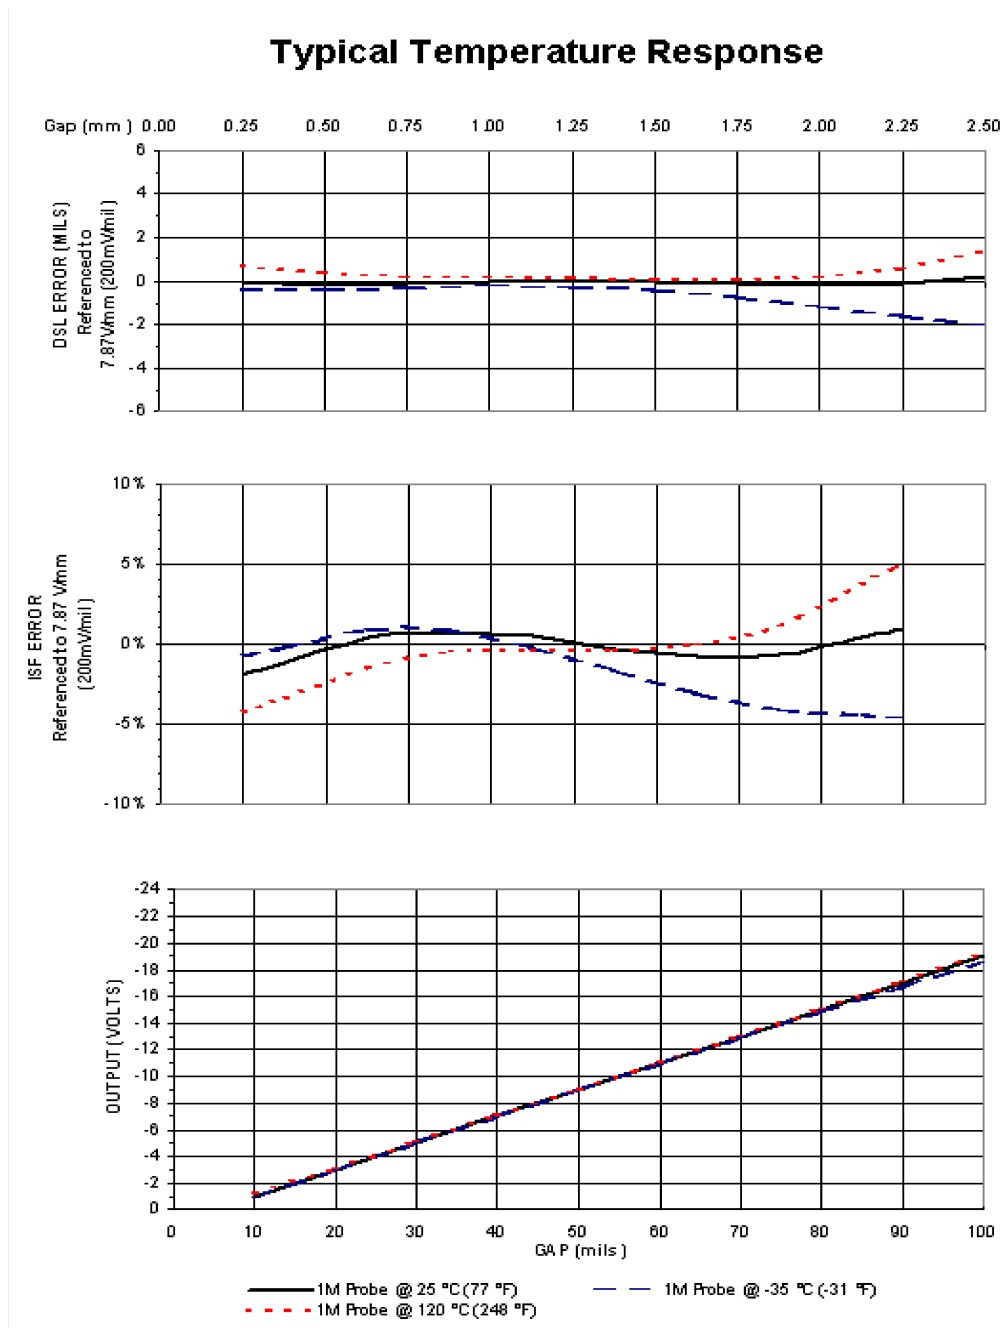 Typical Temperature Response
Gap (mm) 0.00 0.25 0.50 0.75 1.00 1.25 1.50 1.75 2.00 2.25 2.50
DSL ERROR (MILS)
Referenced to
7.87V/mm (200mV/mil)
6
4
2
0
-2
-4
-6
ISF ERROR
Referenced to 7.87 V/mm
(200mV/mil)
10%
5%
0%
-5%
-10%
OUTPUT (VOLTS)
-24
-22
-20
-18
-16
-14
-12
-10
-8
-6
-4
-2
0
0 10 20 30 40 50 60 70 80 90 100
GAP (mils)
1M Probe @ 25 °C (77 °F)
1M Probe @ -35 °C (-31 °F)
1M Probe @ 120 °C (248 °F)